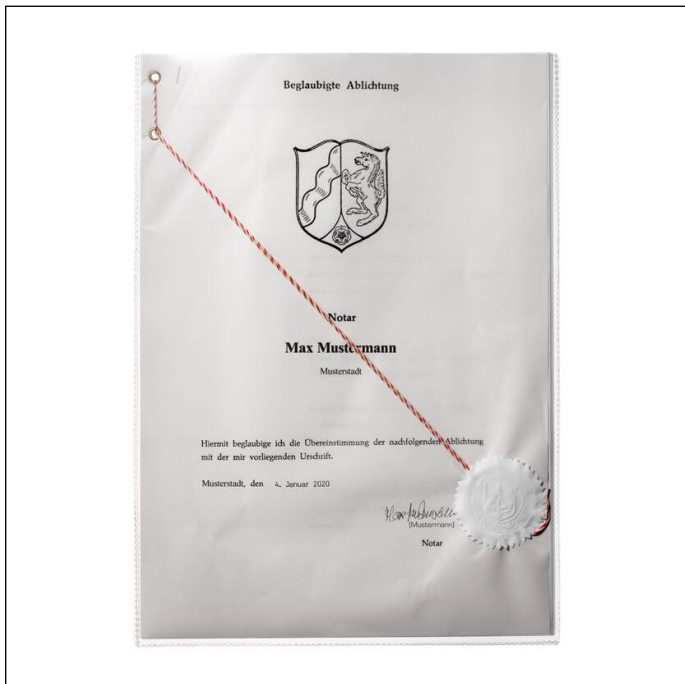 Beglaubigte Ablichtung
Notar
Max Mustermann
Musterstadt
Hiermit beglaubige ich die Übereinstimmung der nachfolgenden Ablichtung
mit der mir vorliegenden Urschrift.
Musterstadt, den 4. Januar 2020
(Mustermann)
Notar